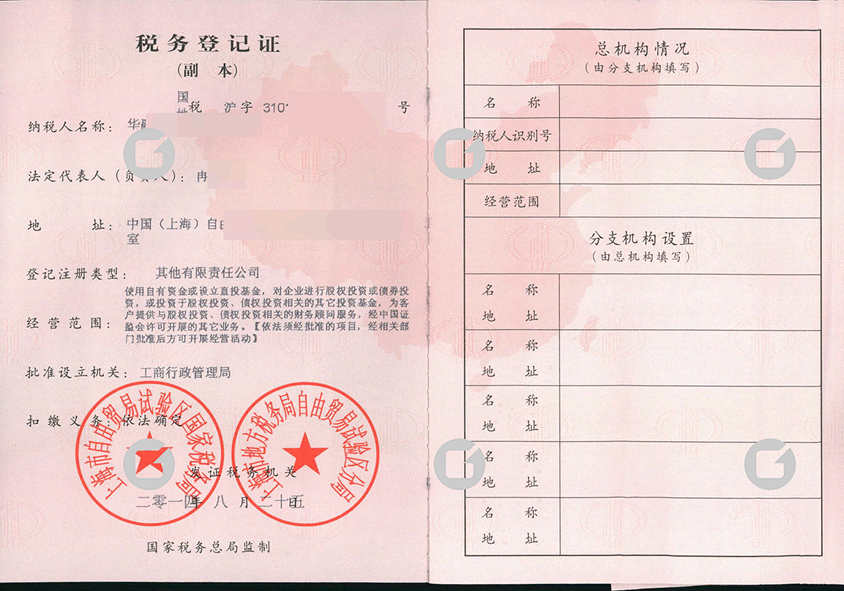 税务登记证
(副 本)
国
税 沪字 310
号
纳税人名称: 华
法定代表人(负责人): 冉
地 址: 中国(上海)自由
室
登记注册类型: 其他有限责任公司
经营范围: 使用自有资金或设立直投基金，对企业进行股权投资或债券投
资，或投资于股权投资、债权投资相关的其它投资基金，为客
户提供与股权投资、债权投资相关的财务顾问服务，经中国证
监会许可开展的其它业务。【依法须经批准的项目，经相关部
门批准后方可开展经营活动】
批准设立机关: 工商行政管理局
扣缴义务: 依法确定
上海市自由贸易试验区国家税务局
上海市地方税务局自由贸易试验区分局
发证税务机关
二零一四年 八 月 二十五日
国家税务总局监制
总机构情况
(由分支机构填写)
名 称
纳税人识别号
地 址
经营范围
分支机构设置
(由总机构填写)
名 称
地 址
名 称
地 址
名 称
地 址
名 称
地 址
名 称
地 址